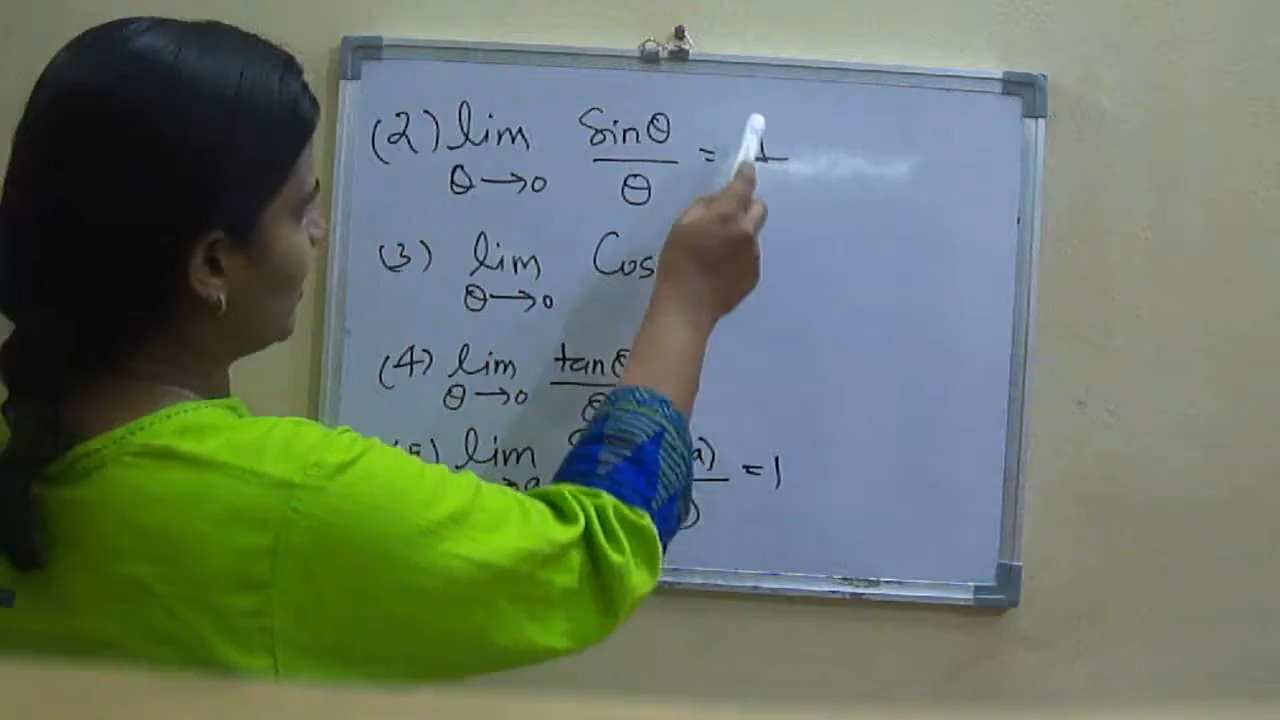 (2) lim sinθ = 1
θ→0 θ
(3) lim Cos
θ→0
(4) lim tanθ
θ→0 θ
(5) lim a) = 1
→a )